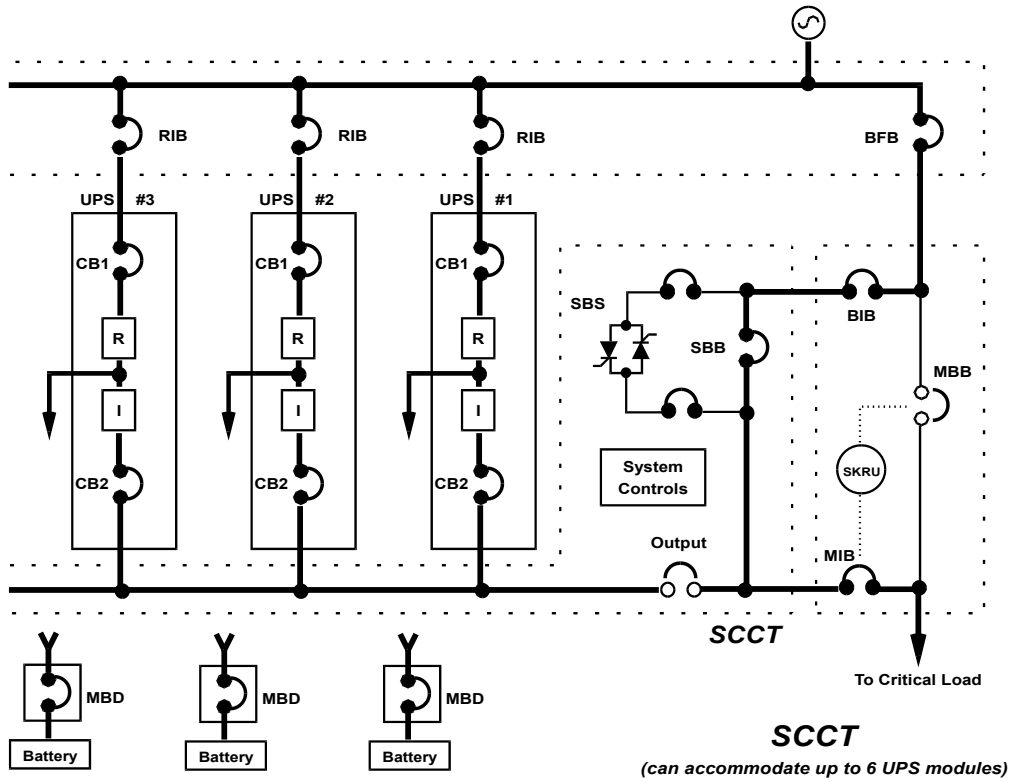 RIB
RIB
RIB
BFB
UPS #3
UPS #2
UPS #1
CB1
CB1
CB1
SBS
BIB
R
R
R
SBB
MBB
I
I
I
System
Controls
SKRU
CB2
CB2
CB2
Output
MIB
SCCT
To Critical Load
MBD
MBD
MBD
Battery
Battery
Battery
SCCT
(can accommodate up to 6 UPS modules)